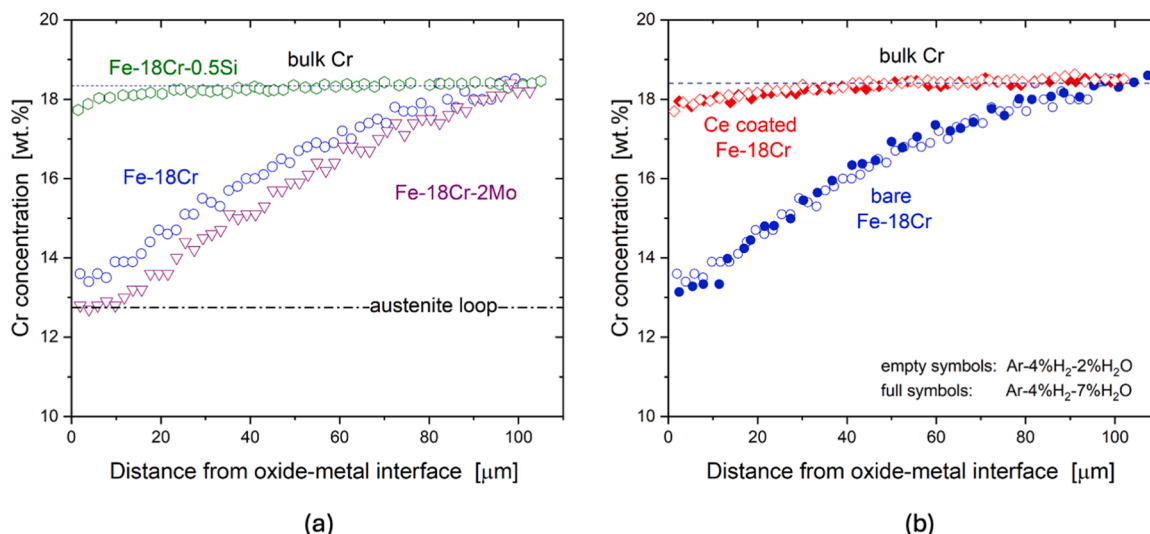 Cr concentration [wt.%]
20
18
16
14
12
10
0
20
40
60
80
100
Fe-18Cr-0.5Si
bulk Cr
Fe-18Cr
Fe-18Cr-2Mo
austenite loop
Distance from oxide-metal interface [μm]
(a)
Cr concentration [wt.%]
20
18
16
14
12
10
0
20
40
60
80
100
bulk Cr
Ce coated
Fe-18Cr
bare
Fe-18Cr
empty symbols: Ar-4%H₂-2%H₂O
full symbols: Ar-4%H₂-7%H₂O
Distance from oxide-metal interface [μm]
(b)